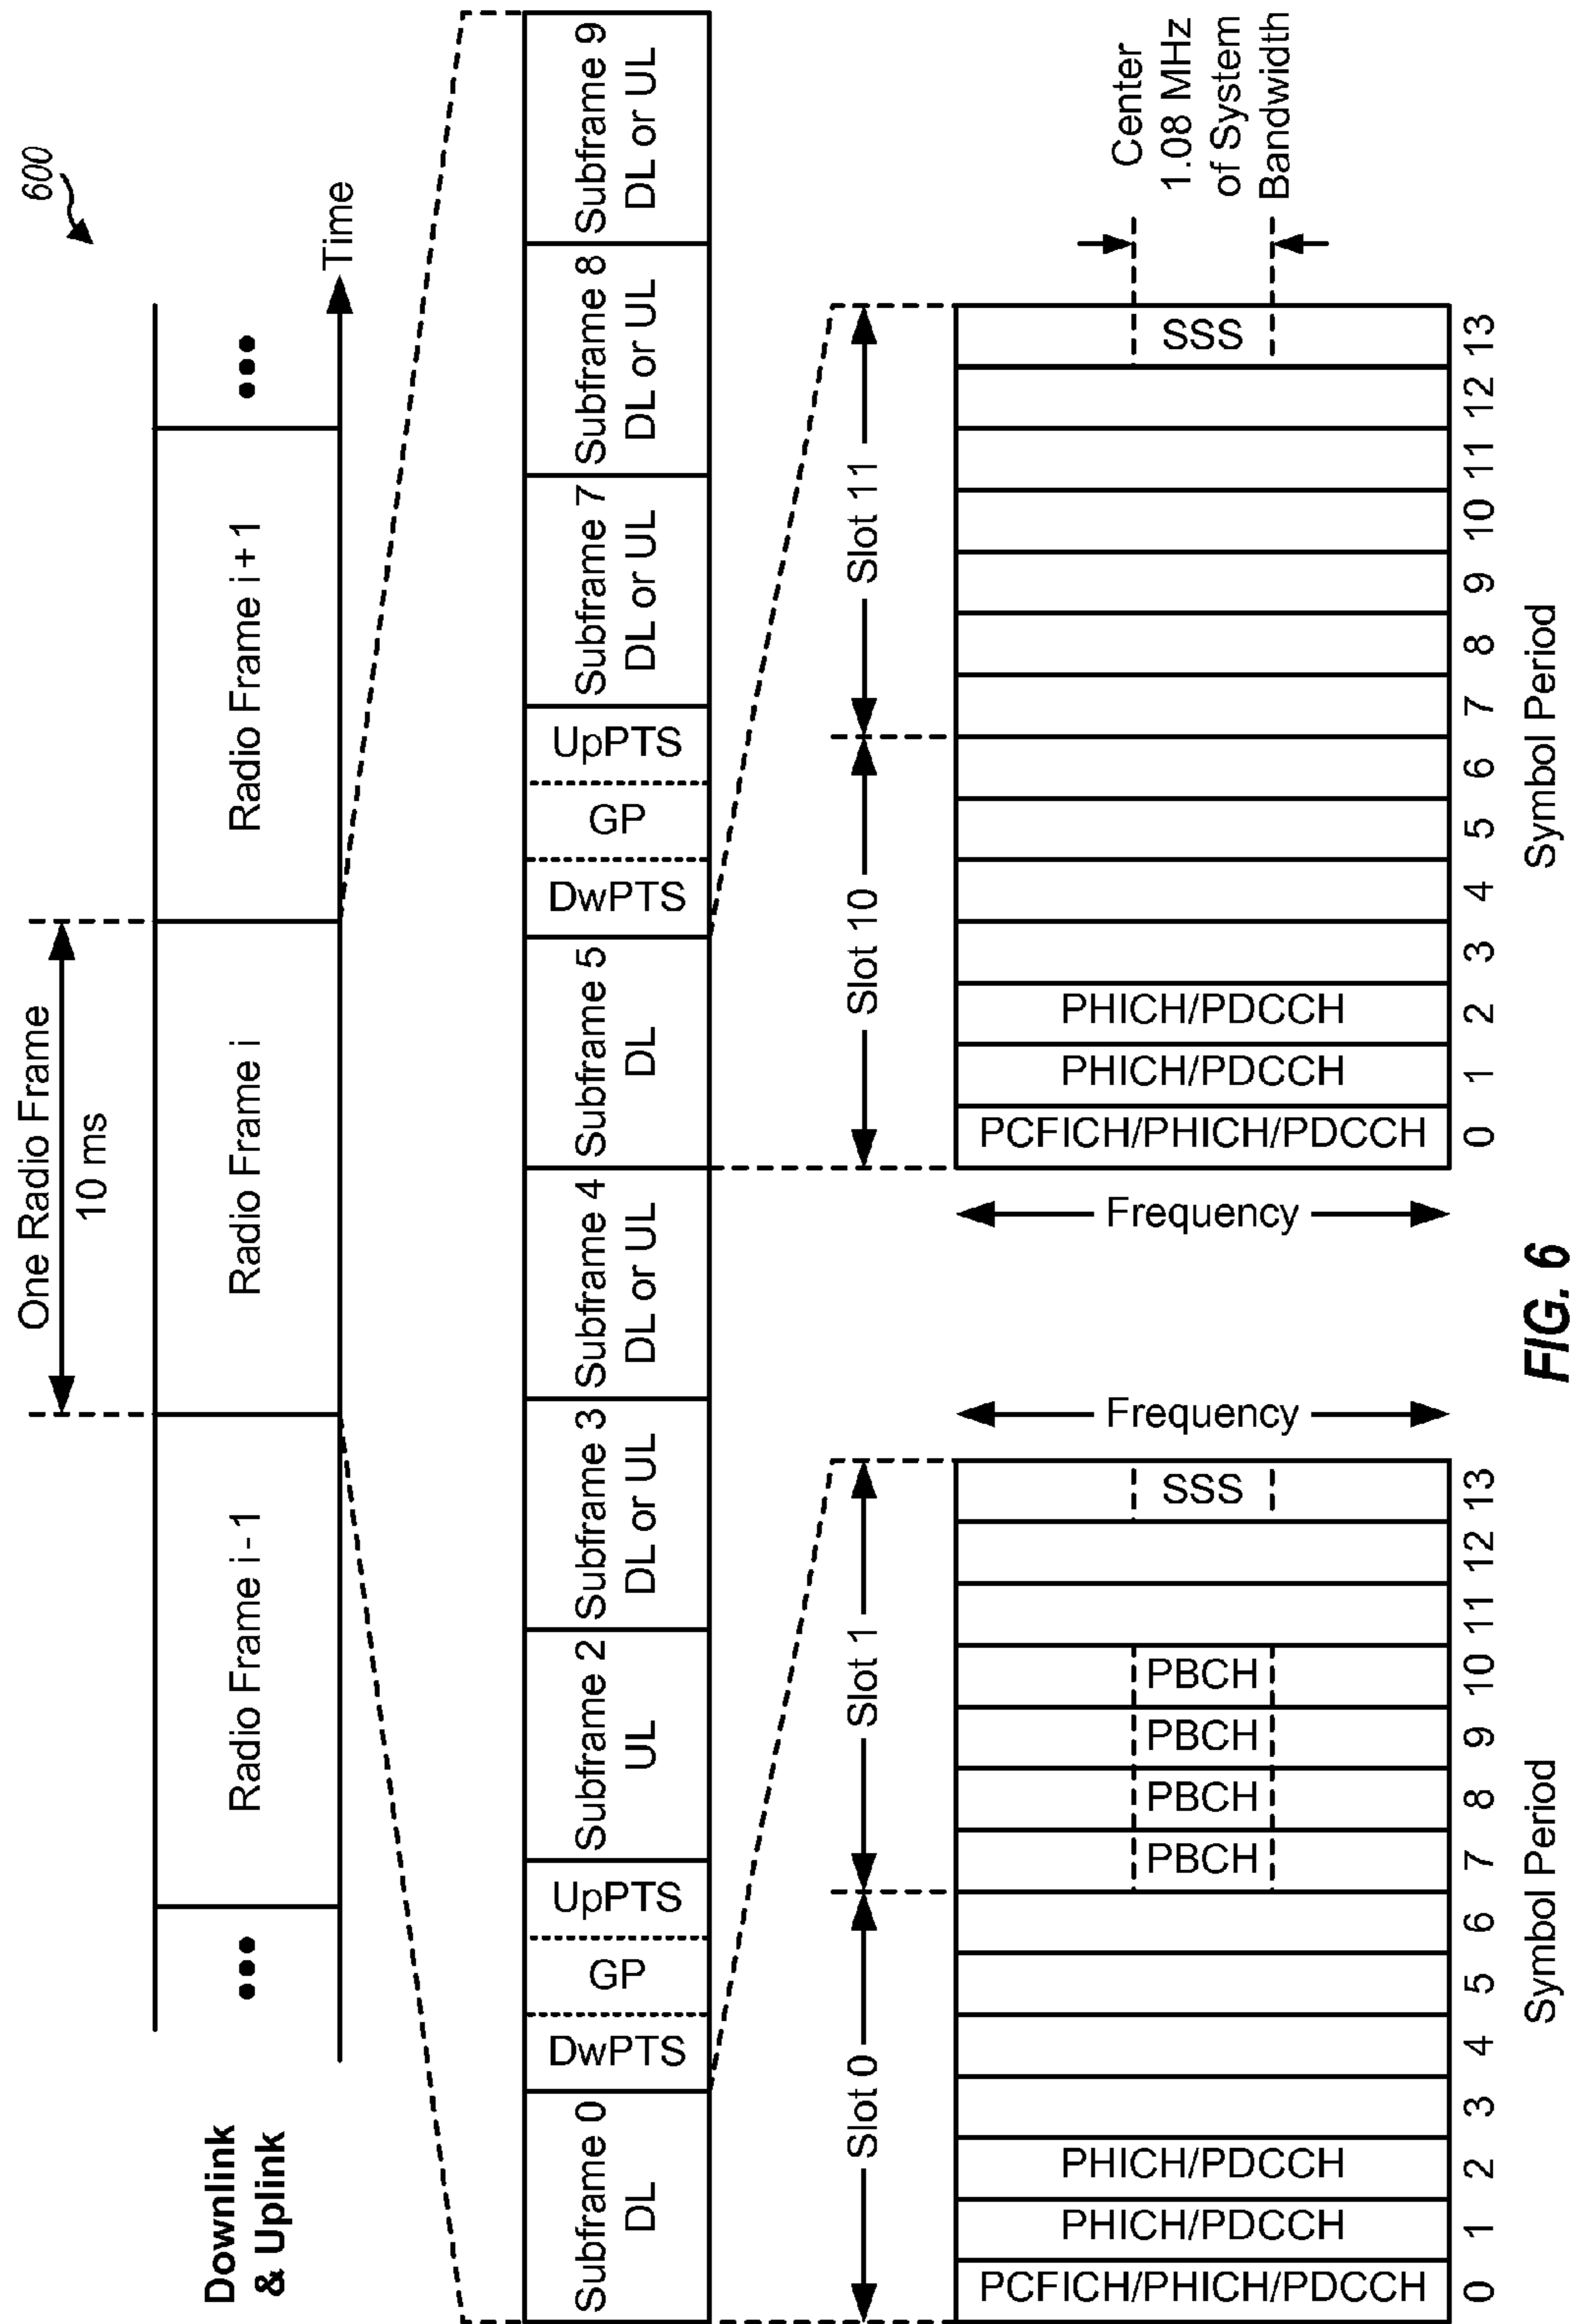 600
One Radio Frame
10 ms
Downlink
& Uplink
•••
Radio Frame i - 1
Radio Frame i
Radio Frame i + 1
•••
Time
Subframe 0
DL
DwPTS
GP
UpPTS
Subframe 2
UL
Subframe 3
DL or UL
Subframe 4
DL or UL
Subframe 5
DL
DwPTS
GP
UpPTS
Subframe 7
DL or UL
Subframe 8
DL or UL
Subframe 9
DL or UL
Slot 0
Slot 1
PCFICH/PHICH/PDCCH
PHICH/PDCCH
PHICH/PDCCH
PBCH
PBCH
PBCH
PBCH
SSS
Frequency
0 1 2 3 4 5 6 7 8 9 10 11 12 13
Symbol Period
Slot 10
Slot 11
Frequency
PCFICH/PHICH/PDCCH
PHICH/PDCCH
PHICH/PDCCH
SSS
Center
1.08 MHz
of System
Bandwidth
0 1 2 3 4 5 6 7 8 9 10 11 12 13
Symbol Period
FIG. 6